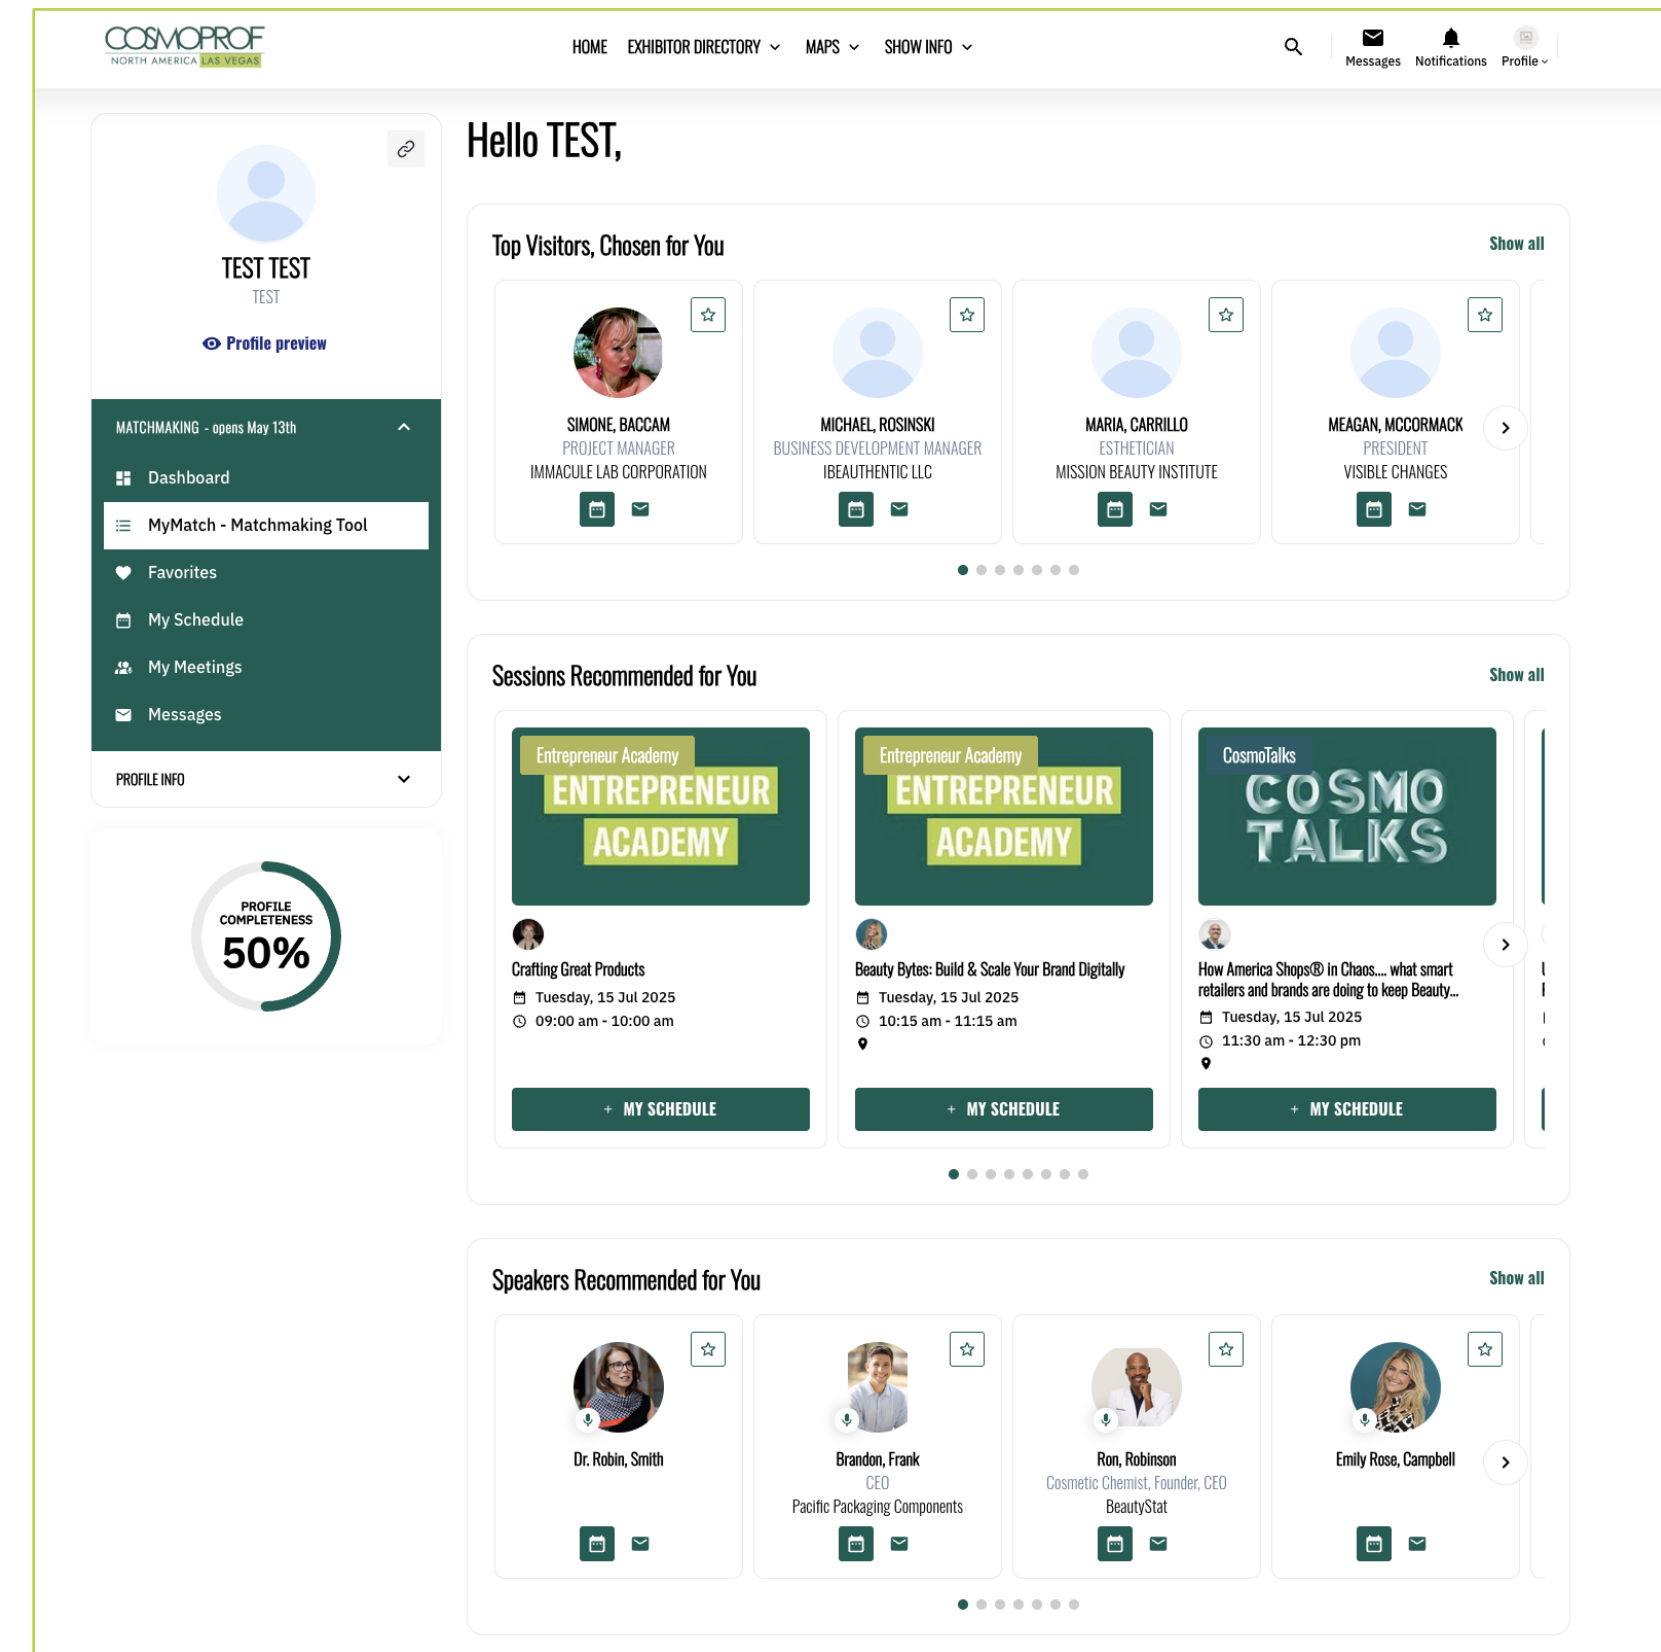 COSMOPROF
NORTH AMERICA LAS VEGAS
HOME
EXHIBITOR DIRECTORY
MAPS
SHOW INFO
Messages
Notifications
Profile
TEST TEST
TEST
Profile preview
MATCHMAKING - opens May 13th
Dashboard
MyMatch - Matchmaking Tool
Favorites
My Schedule
My Meetings
Messages
PROFILE INFO
PROFILE
COMPLETENESS
50%
Hello TEST,
Top Visitors, Chosen for You
Show all
SIMONE, BACCAM
PROJECT MANAGER
IMMACULE LAB CORPORATION
MICHAEL, ROSINSKI
BUSINESS DEVELOPMENT MANAGER
IBEAUTHENTIC LLC
MARIA, CARRILLO
ESTHETICIAN
MISSION BEAUTY INSTITUTE
MEAGAN, MCCORMACK
PRESIDENT
VISIBLE CHANGES
Sessions Recommended for You
Show all
Entrepreneur Academy
ENTREPRENEUR
ACADEMY
Crafting Great Products
Tuesday, 15 Jul 2025
09:00 am - 10:00 am
+ MY SCHEDULE
Entrepreneur Academy
ENTREPRENEUR
ACADEMY
Beauty Bytes: Build & Scale Your Brand Digitally
Tuesday, 15 Jul 2025
10:15 am - 11:15 am
+ MY SCHEDULE
CosmoTalks
COSMO
TALKS
How America Shops® in Chaos.... what smart
retailers and brands are doing to keep Beauty...
Tuesday, 15 Jul 2025
11:30 am - 12:30 pm
+ MY SCHEDULE
Speakers Recommended for You
Show all
Dr. Robin, Smith
Brandon, Frank
CEO
Pacific Packaging Components
Ron, Robinson
Cosmetic Chemist, Founder, CEO
BeautyStat
Emily Rose, Campbell